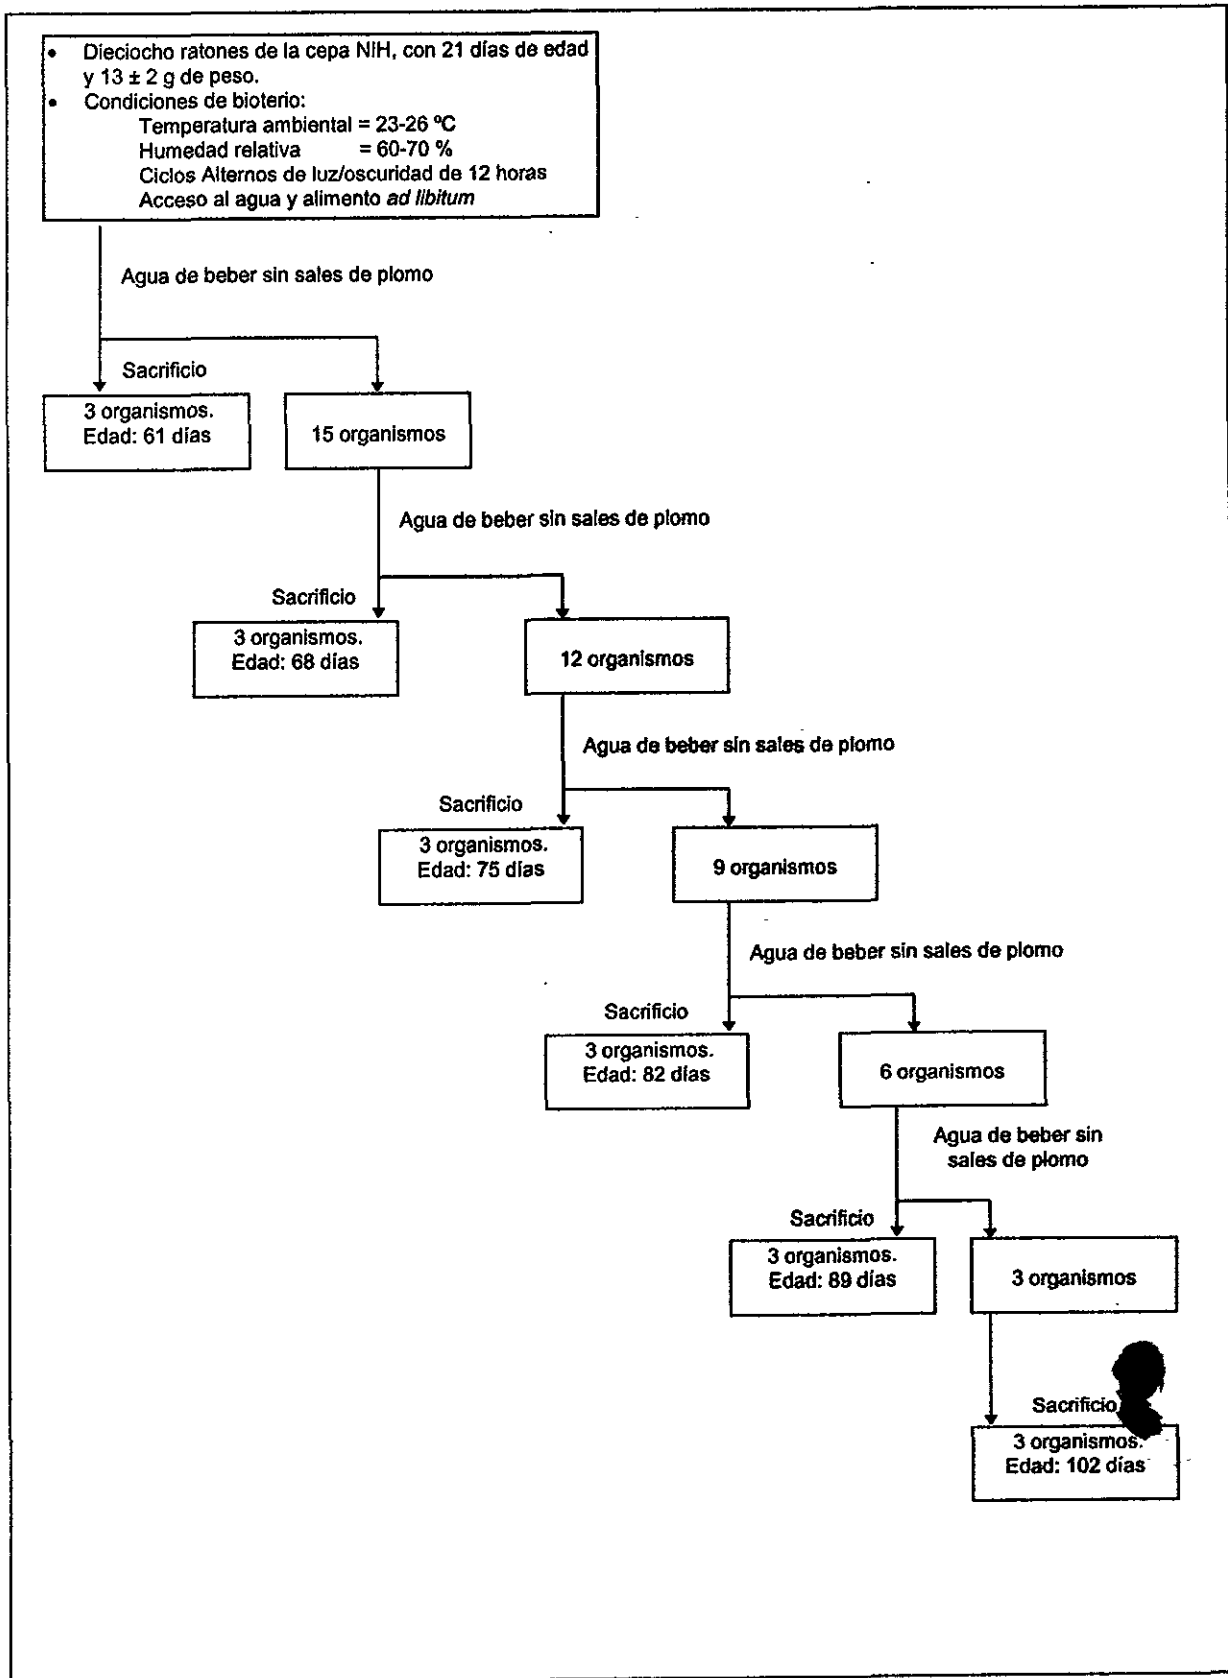 • Dieciocho ratones de la cepa NIH, con 21 días de edad
y 13 ± 2 g de peso.
• Condiciones de bioterio:
Temperatura ambiental = 23-26 ºC
Humedad relativa = 60-70 %
Ciclos Alternos de luz/oscuridad de 12 horas
Acceso al agua y alimento ad libitum
Agua de beber sin sales de plomo
Sacrificio
3 organismos.
Edad: 61 días
15 organismos
Agua de beber sin sales de plomo
Sacrificio
3 organismos.
Edad: 68 días
12 organismos
Agua de beber sin sales de plomo
Sacrificio
3 organismos.
Edad: 75 días
9 organismos
Agua de beber sin sales de plomo
Sacrificio
3 organismos.
Edad: 82 días
6 organismos
Agua de beber sin
sales de plomo
Sacrificio
3 organismos.
Edad: 89 días
3 organismos
Sacrificio
3 organismos.
Edad: 102 días